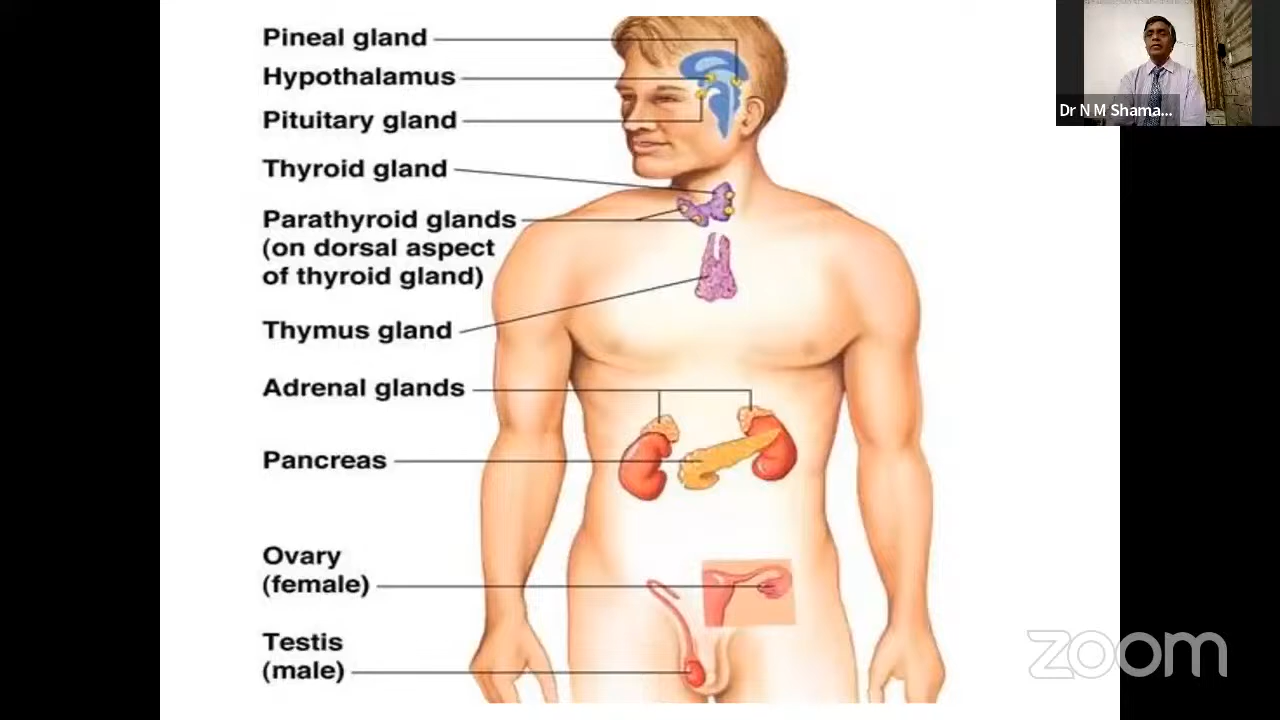 Pineal gland
Hypothalamus
Pituitary gland
Thyroid gland
Parathyroid glands
(on dorsal aspect
of thyroid gland)
Thymus gland
Adrenal glands
Pancreas
Ovary
(female)
Testis
(male)
Dr N M Shama...
zoom